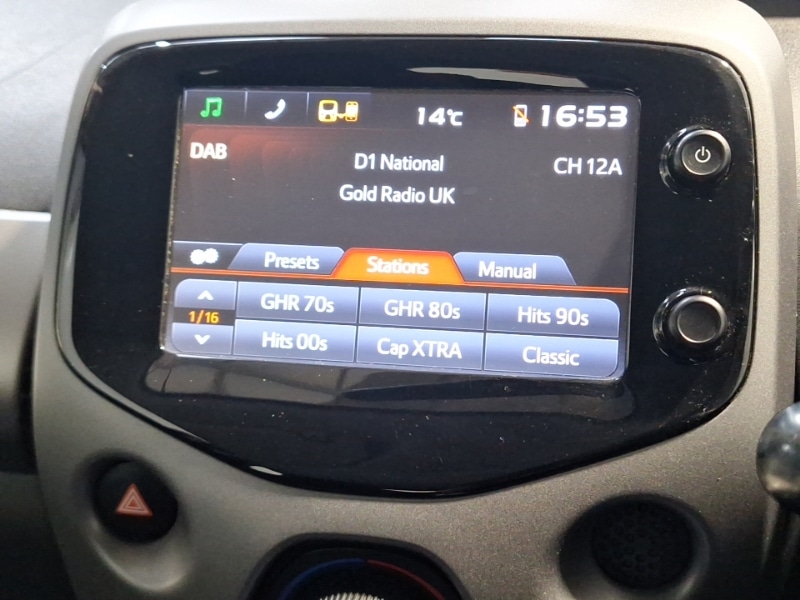 14°C 16:53
DAB D1 National CH 12A
Gold Radio UK
Presets Stations Manual
GHR 70s GHR 80s Hits 90s
1/16
Hits 00s Cap XTRA Classic